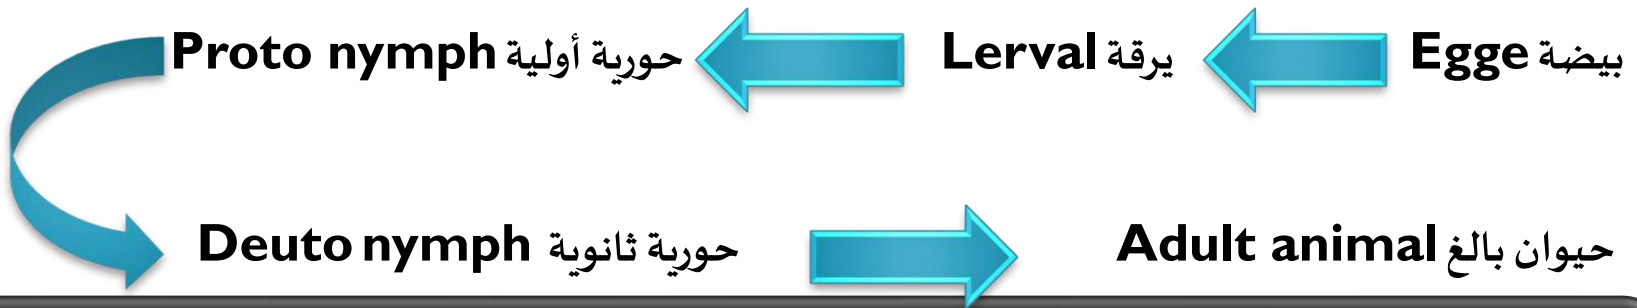 بيضة Egge
يرقة Lerval
حورية أولية Proto nymph
حورية ثانوية Deuto nymph
حيوان بالغ Adult animal